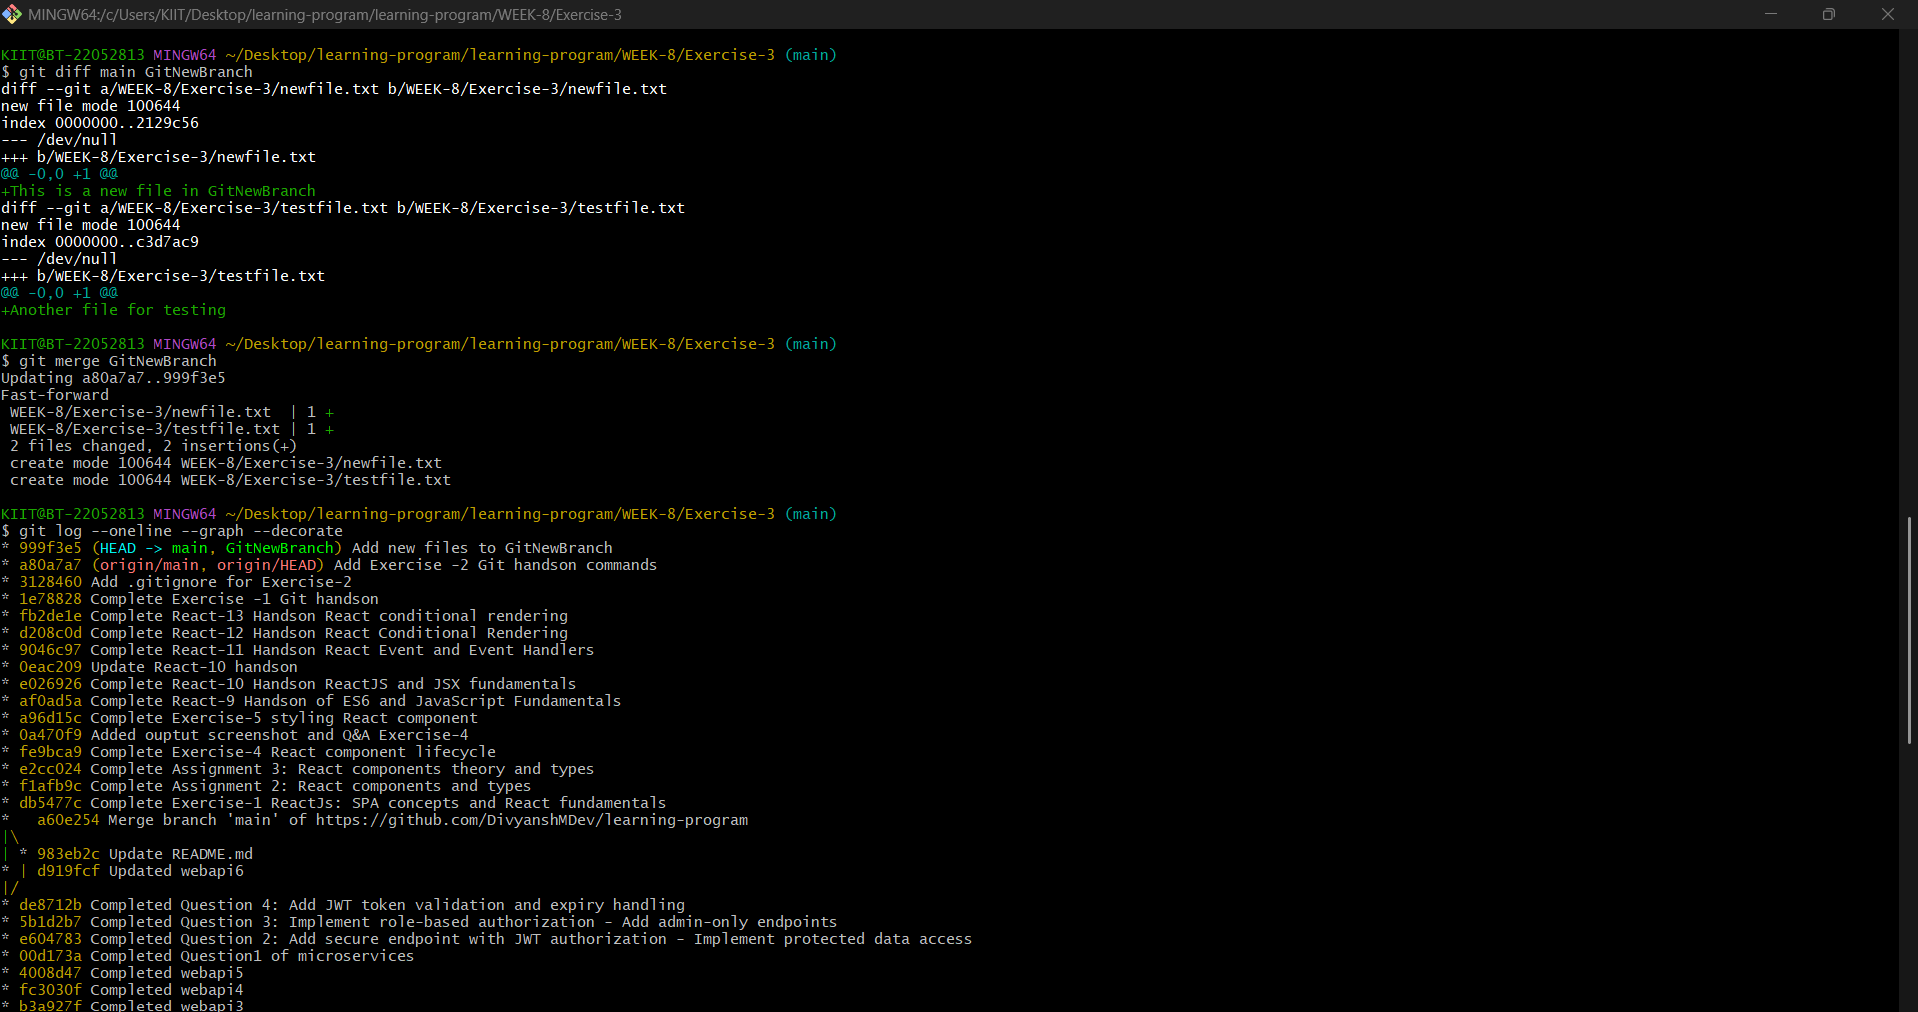 MINGW64:/c/Users/KIIT/Desktop/learning-program/learning-program/WEEK-8/Exercise-3
KIIT@BT-22052813 MINGW64 ~/Desktop/learning-program/learning-program/WEEK-8/Exercise-3 (main)
$ git diff main GitNewBranch
diff --git a/WEEK-8/Exercise-3/newfile.txt b/WEEK-8/Exercise-3/newfile.txt
new file mode 100644
index 0000000..2129c56
--- /dev/null
+++ b/WEEK-8/Exercise-3/newfile.txt
@@ -0,0 +1 @@
+This is a new file in GitNewBranch
diff --git a/WEEK-8/Exercise-3/testfile.txt b/WEEK-8/Exercise-3/testfile.txt
new file mode 100644
index 0000000..c3d7ac9
--- /dev/null
+++ b/WEEK-8/Exercise-3/testfile.txt
@@ -0,0 +1 @@
+Another file for testing
KIIT@BT-22052813 MINGW64 ~/Desktop/learning-program/learning-program/WEEK-8/Exercise-3 (main)
$ git merge GitNewBranch
Updating a80a7a7..999f3e5
Fast-forward
 WEEK-8/Exercise-3/newfile.txt  | 1 +
 WEEK-8/Exercise-3/testfile.txt | 1 +
 2 files changed, 2 insertions(+)
 create mode 100644 WEEK-8/Exercise-3/newfile.txt
 create mode 100644 WEEK-8/Exercise-3/testfile.txt
KIIT@BT-22052813 MINGW64 ~/Desktop/learning-program/learning-program/WEEK-8/Exercise-3 (main)
$ git log --oneline --graph --decorate
* 999f3e5 (HEAD -> main, GitNewBranch) Add new files to GitNewBranch
* a80a7a7 (origin/main, origin/HEAD) Add Exercise -2 Git handson commands
* 3128460 Add .gitignore for Exercise-2
* 1e78828 Complete Exercise -1 Git handson
* fb2de1e Complete React-13 Handson React conditional rendering
* d208c0d Complete React-12 Handson React Conditional Rendering
* 9046c97 Complete React-11 Handson React Event and Event Handlers
* 0eac209 Update React-10 handson
* e026926 Complete React-10 Handson ReactJS and JSX fundamentals
* af0ad5a Complete React-9 Handson of ES6 and JavaScript Fundamentals
* a96d15c Complete Exercise-5 styling React component
* 0a470f9 Added ouptut screenshot and Q&A Exercise-4
* fe9bca9 Complete Exercise-4 React component lifecycle
* e2cc024 Complete Assignment 3: React components theory and types
* f1afb9c Complete Assignment 2: React components and types
* db5477c Complete Exercise-1 ReactJs: SPA concepts and React fundamentals
*   a60e254 Merge branch 'main' of https://github.com/DivyanshMDev/learning-program
|\
| * 983eb2c Update README.md
* | d919fcf Updated webapi6
|/
* de8712b Completed Question 4: Add JWT token validation and expiry handling
* 5b1d2b7 Completed Question 3: Implement role-based authorization - Add admin-only endpoints
* e604783 Completed Question 2: Add secure endpoint with JWT authorization - Implement protected data access
* 00d173a Completed Question1 of microservices
* 4008d47 Completed webapi5
* fc3030f Completed webapi4
* b3a927f Completed webapi3